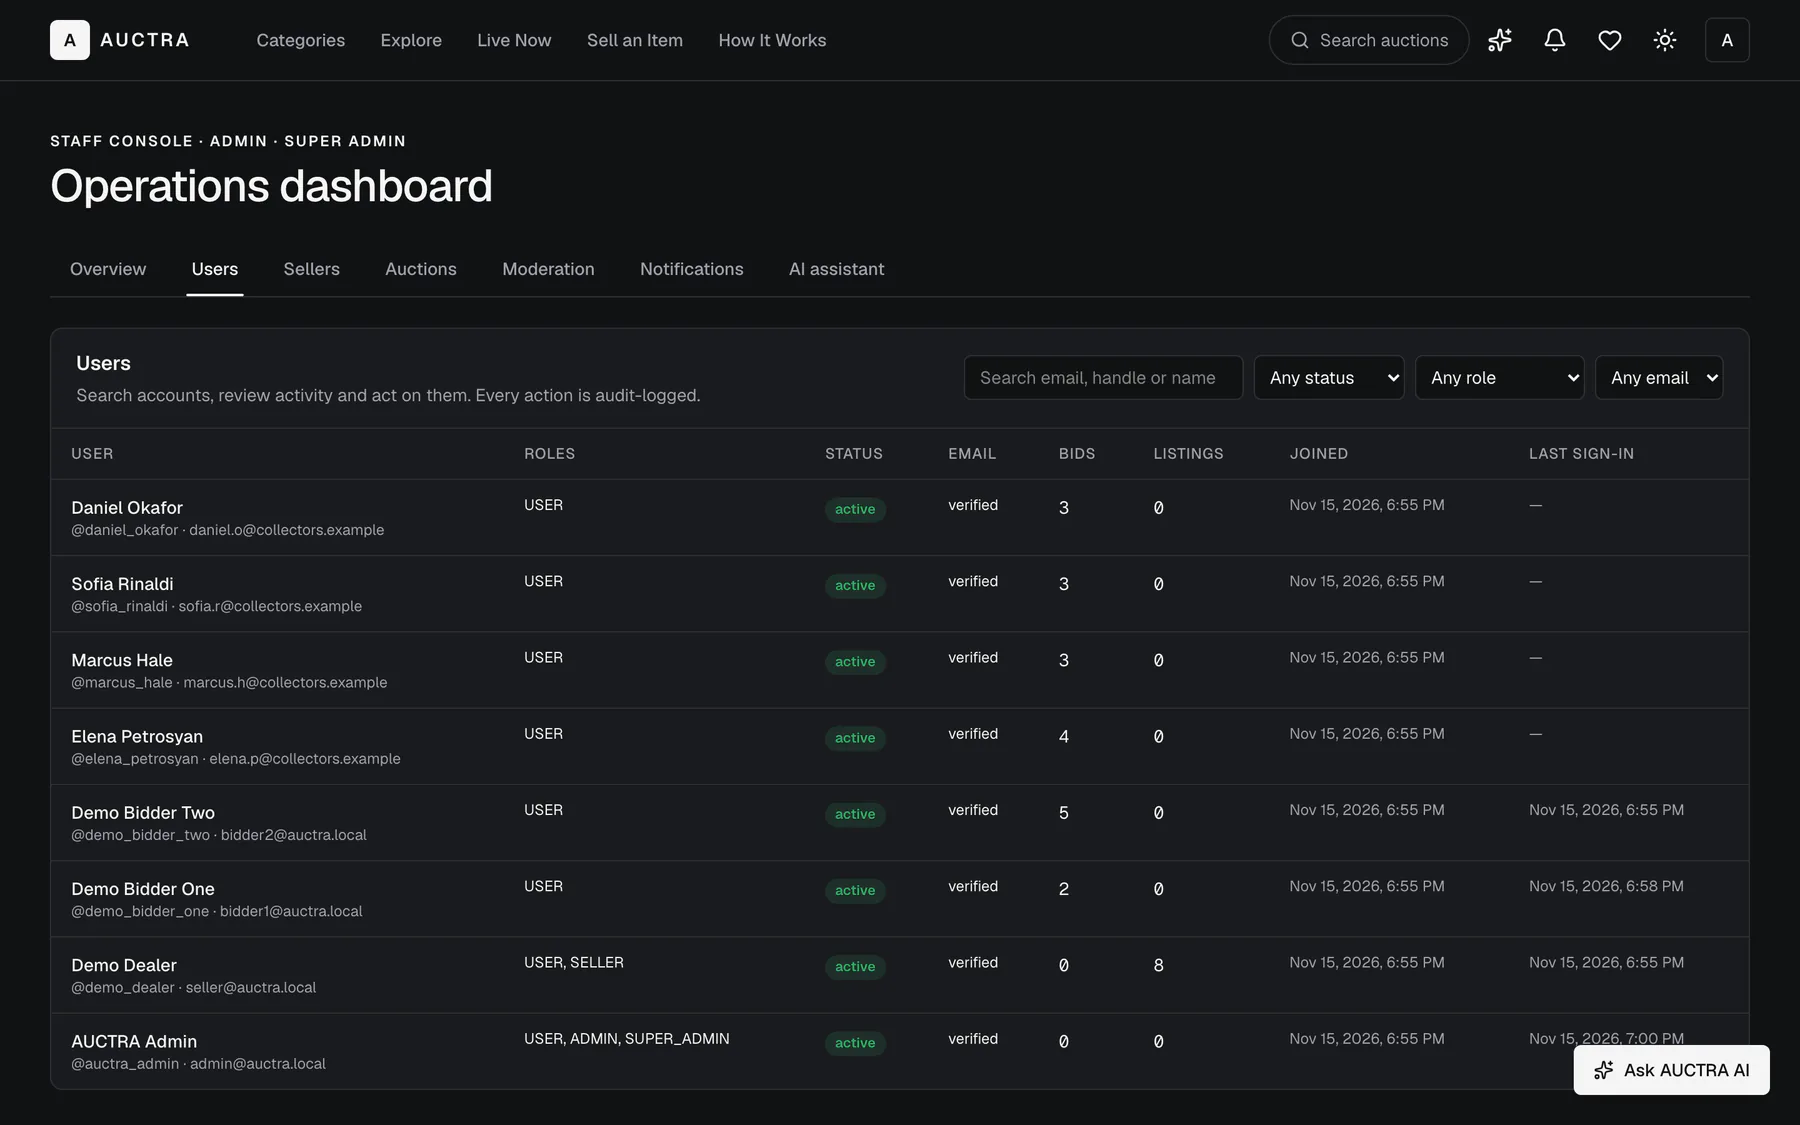 A AUCTRA Categories Explore Live Now Sell an Item How It Works Search auctions A
STAFF CONSOLE · ADMIN · SUPER ADMIN
Operations dashboard
Overview Users Sellers Auctions Moderation Notifications AI assistant
Users
Search accounts, review activity and act on them. Every action is audit-logged.
Search email, handle or name Any status Any role Any email
USER ROLES STATUS EMAIL BIDS LISTINGS JOINED LAST SIGN-IN
Daniel Okafor USER active verified 3 0 Nov 15, 2026, 6:55 PM —
@daniel_okafor · daniel.o@collectors.example
Sofia Rinaldi USER active verified 3 0 Nov 15, 2026, 6:55 PM —
@sofia_rinaldi · sofia.r@collectors.example
Marcus Hale USER active verified 3 0 Nov 15, 2026, 6:55 PM —
@marcus_hale · marcus.h@collectors.example
Elena Petrosyan USER active verified 4 0 Nov 15, 2026, 6:55 PM —
@elena_petrosyan · elena.p@collectors.example
Demo Bidder Two USER active verified 5 0 Nov 15, 2026, 6:55 PM Nov 15, 2026, 6:55 PM
@demo_bidder_two · bidder2@auctra.local
Demo Bidder One USER active verified 2 0 Nov 15, 2026, 6:55 PM Nov 15, 2026, 6:58 PM
@demo_bidder_one · bidder1@auctra.local
Demo Dealer USER, SELLER active verified 0 8 Nov 15, 2026, 6:55 PM Nov 15, 2026, 6:55 PM
@demo_dealer · seller@auctra.local
AUCTRA Admin USER, ADMIN, SUPER_ADMIN active verified 0 0 Nov 15, 2026, 6:55 PM Nov 15, 2026, 7:00 PM
@auctra_admin · admin@auctra.local
Ask AUCTRA AI